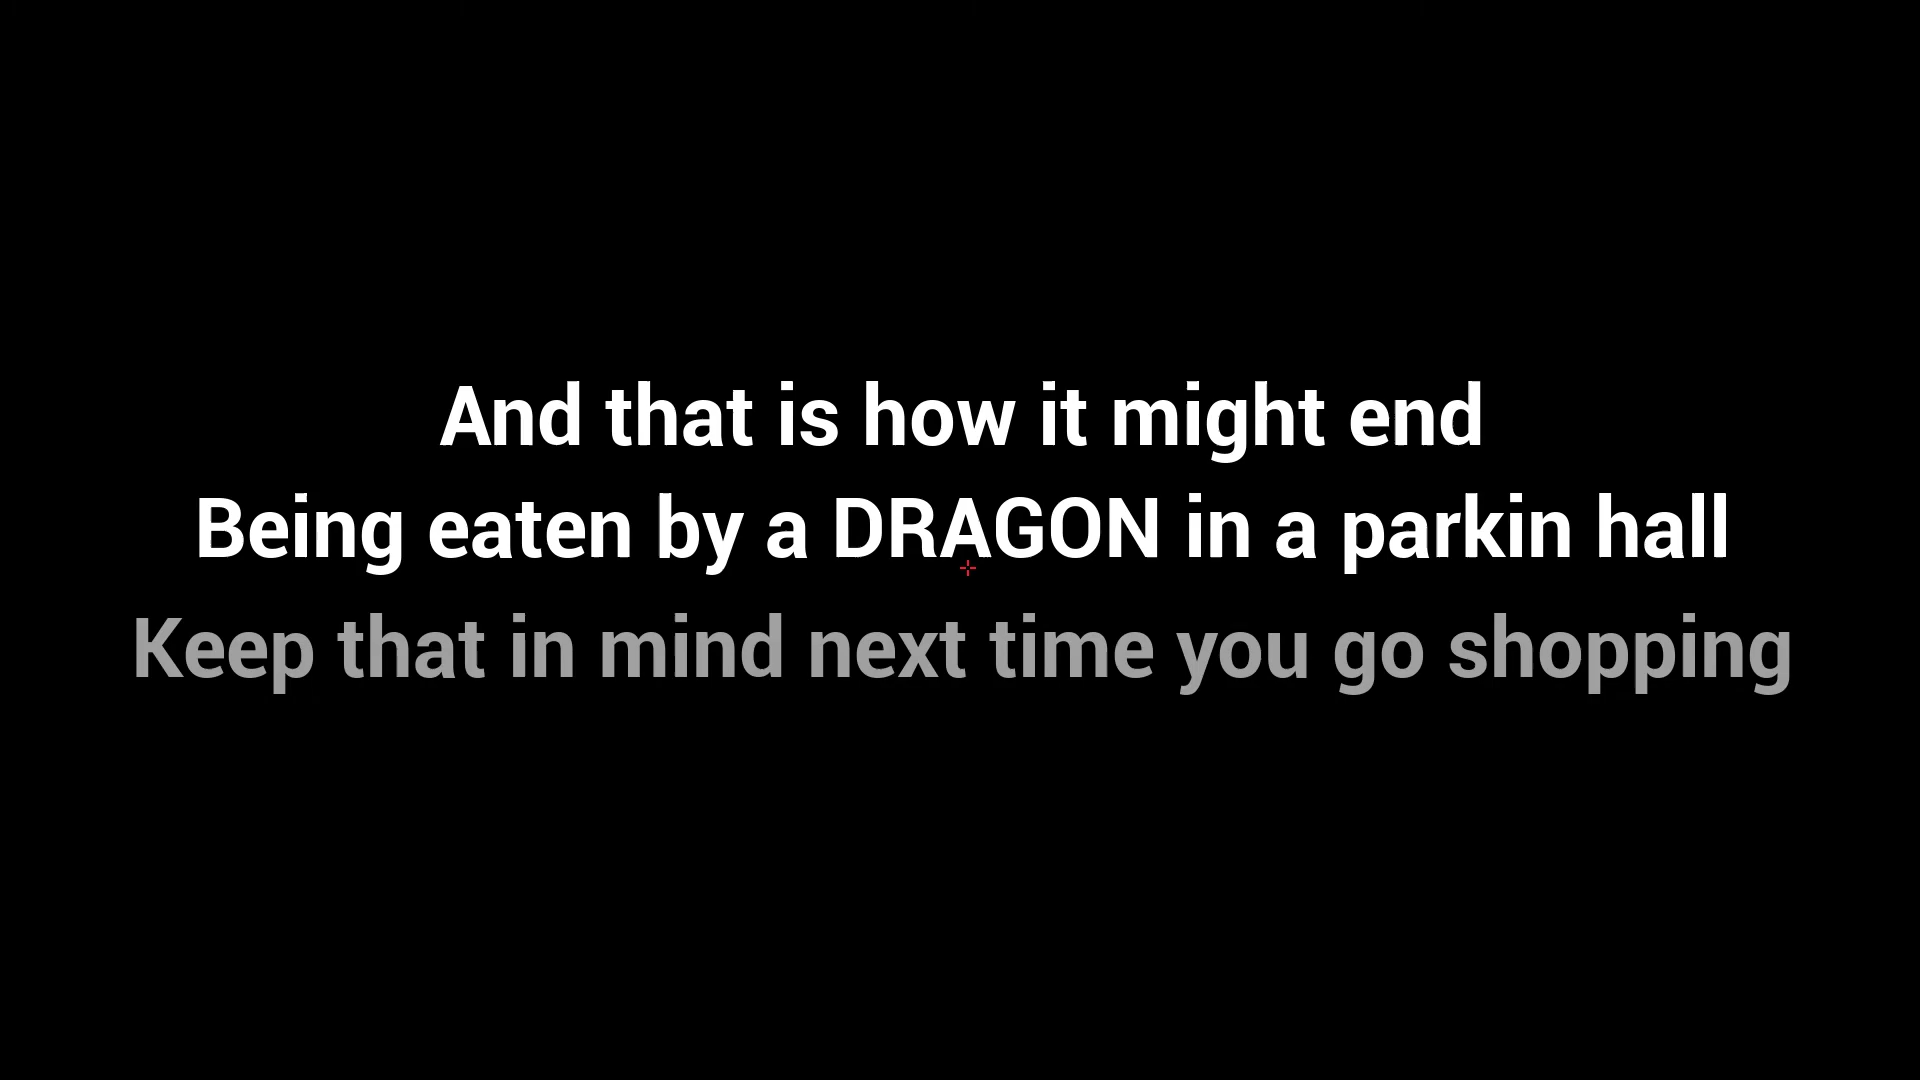 And that is how it might end
Being eaten by a DRAGON in a parkin hall
Keep that in mind next time you go shopping